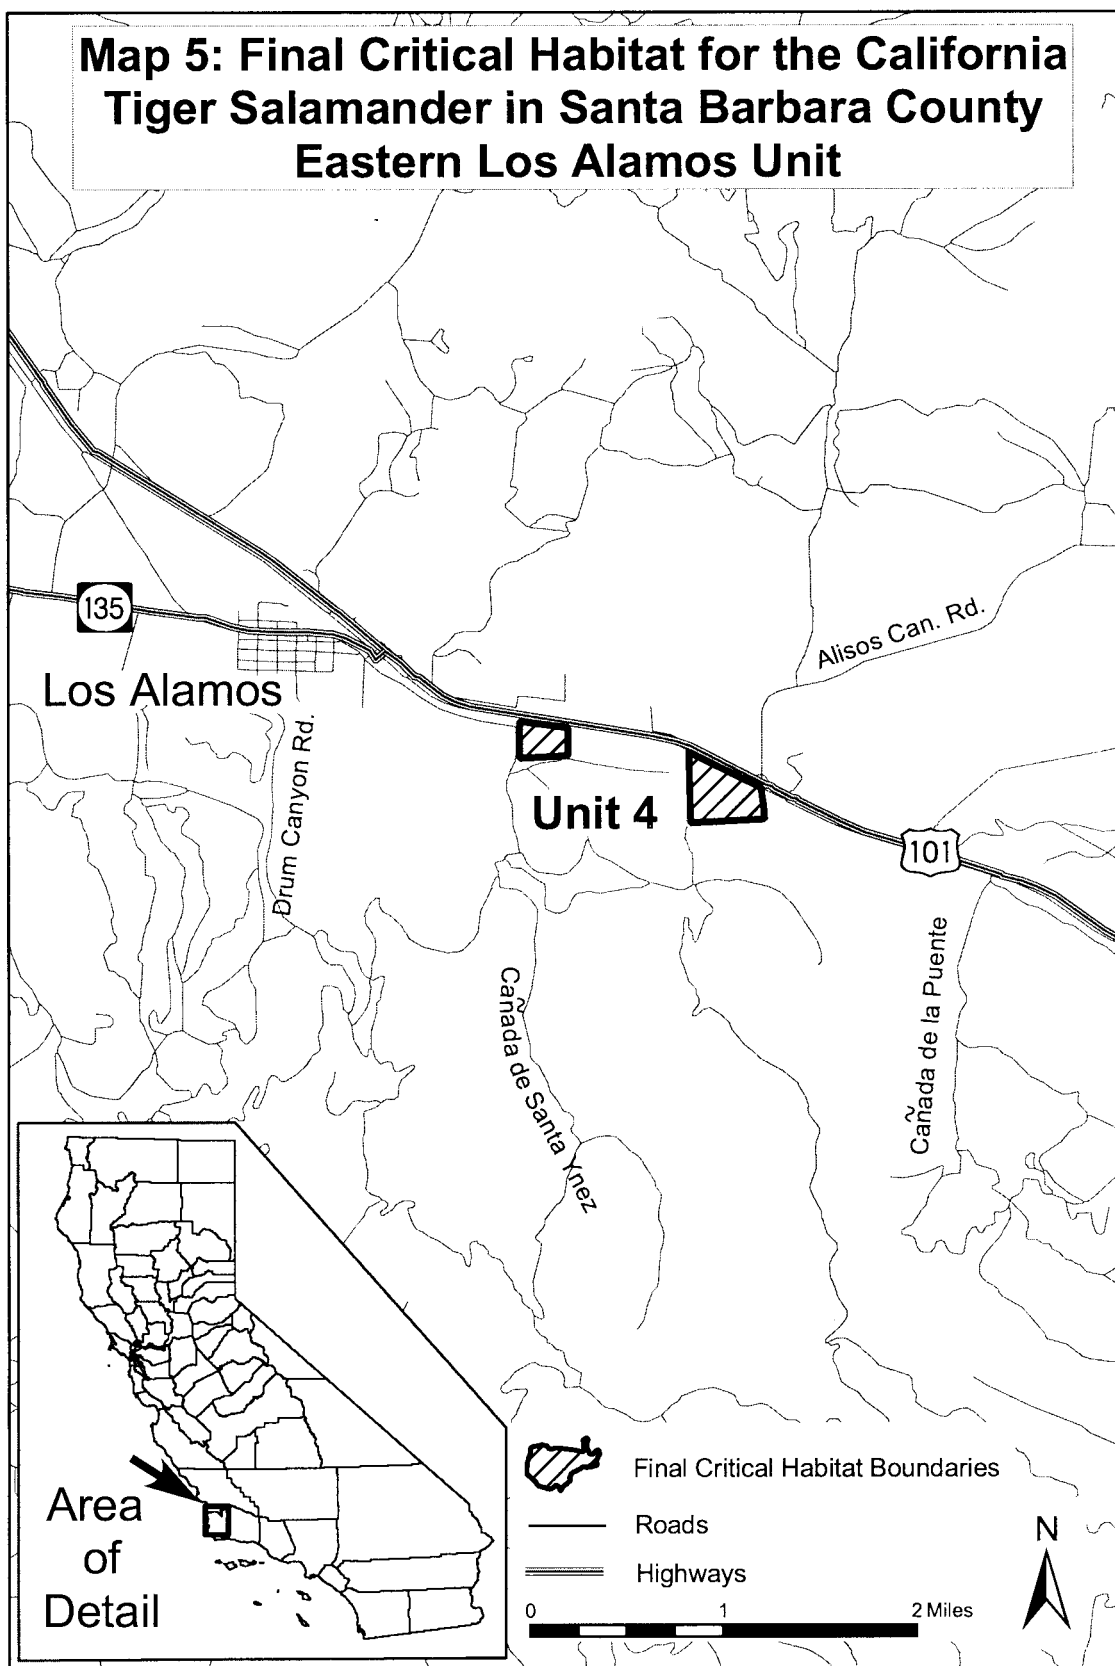 Map 5: Final Critical Habitat for the California
Tiger Salamander in Santa Barbara County
Eastern Los Alamos Unit
135
Los Alamos
Drum Canyon Rd.
Alisos Can. Rd.
Unit 4
101
Cañada de Santa Ynez
Cañada de la Puente
Area
of
Detail
Final Critical Habitat Boundaries
Roads
Highways
N
0 1 2 Miles